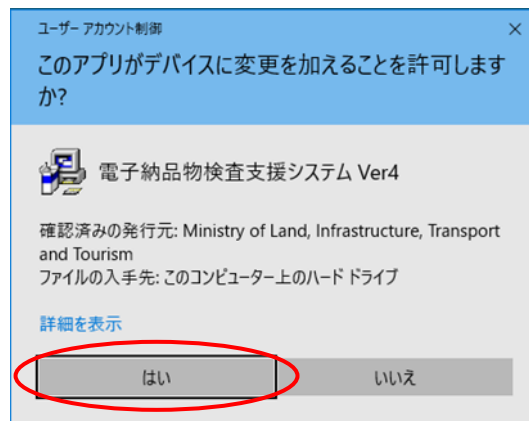 ユーザー アカウント制御
このアプリがデバイスに変更を加えることを許可します
か?
電子納品物検査支援システム Ver4
確認済みの発行元: Ministry of Land, Infrastructure, Transport
and Tourism
ファイルの入手先: このコンピューター上のハード ドライブ
詳細を表示
はい
いいえ